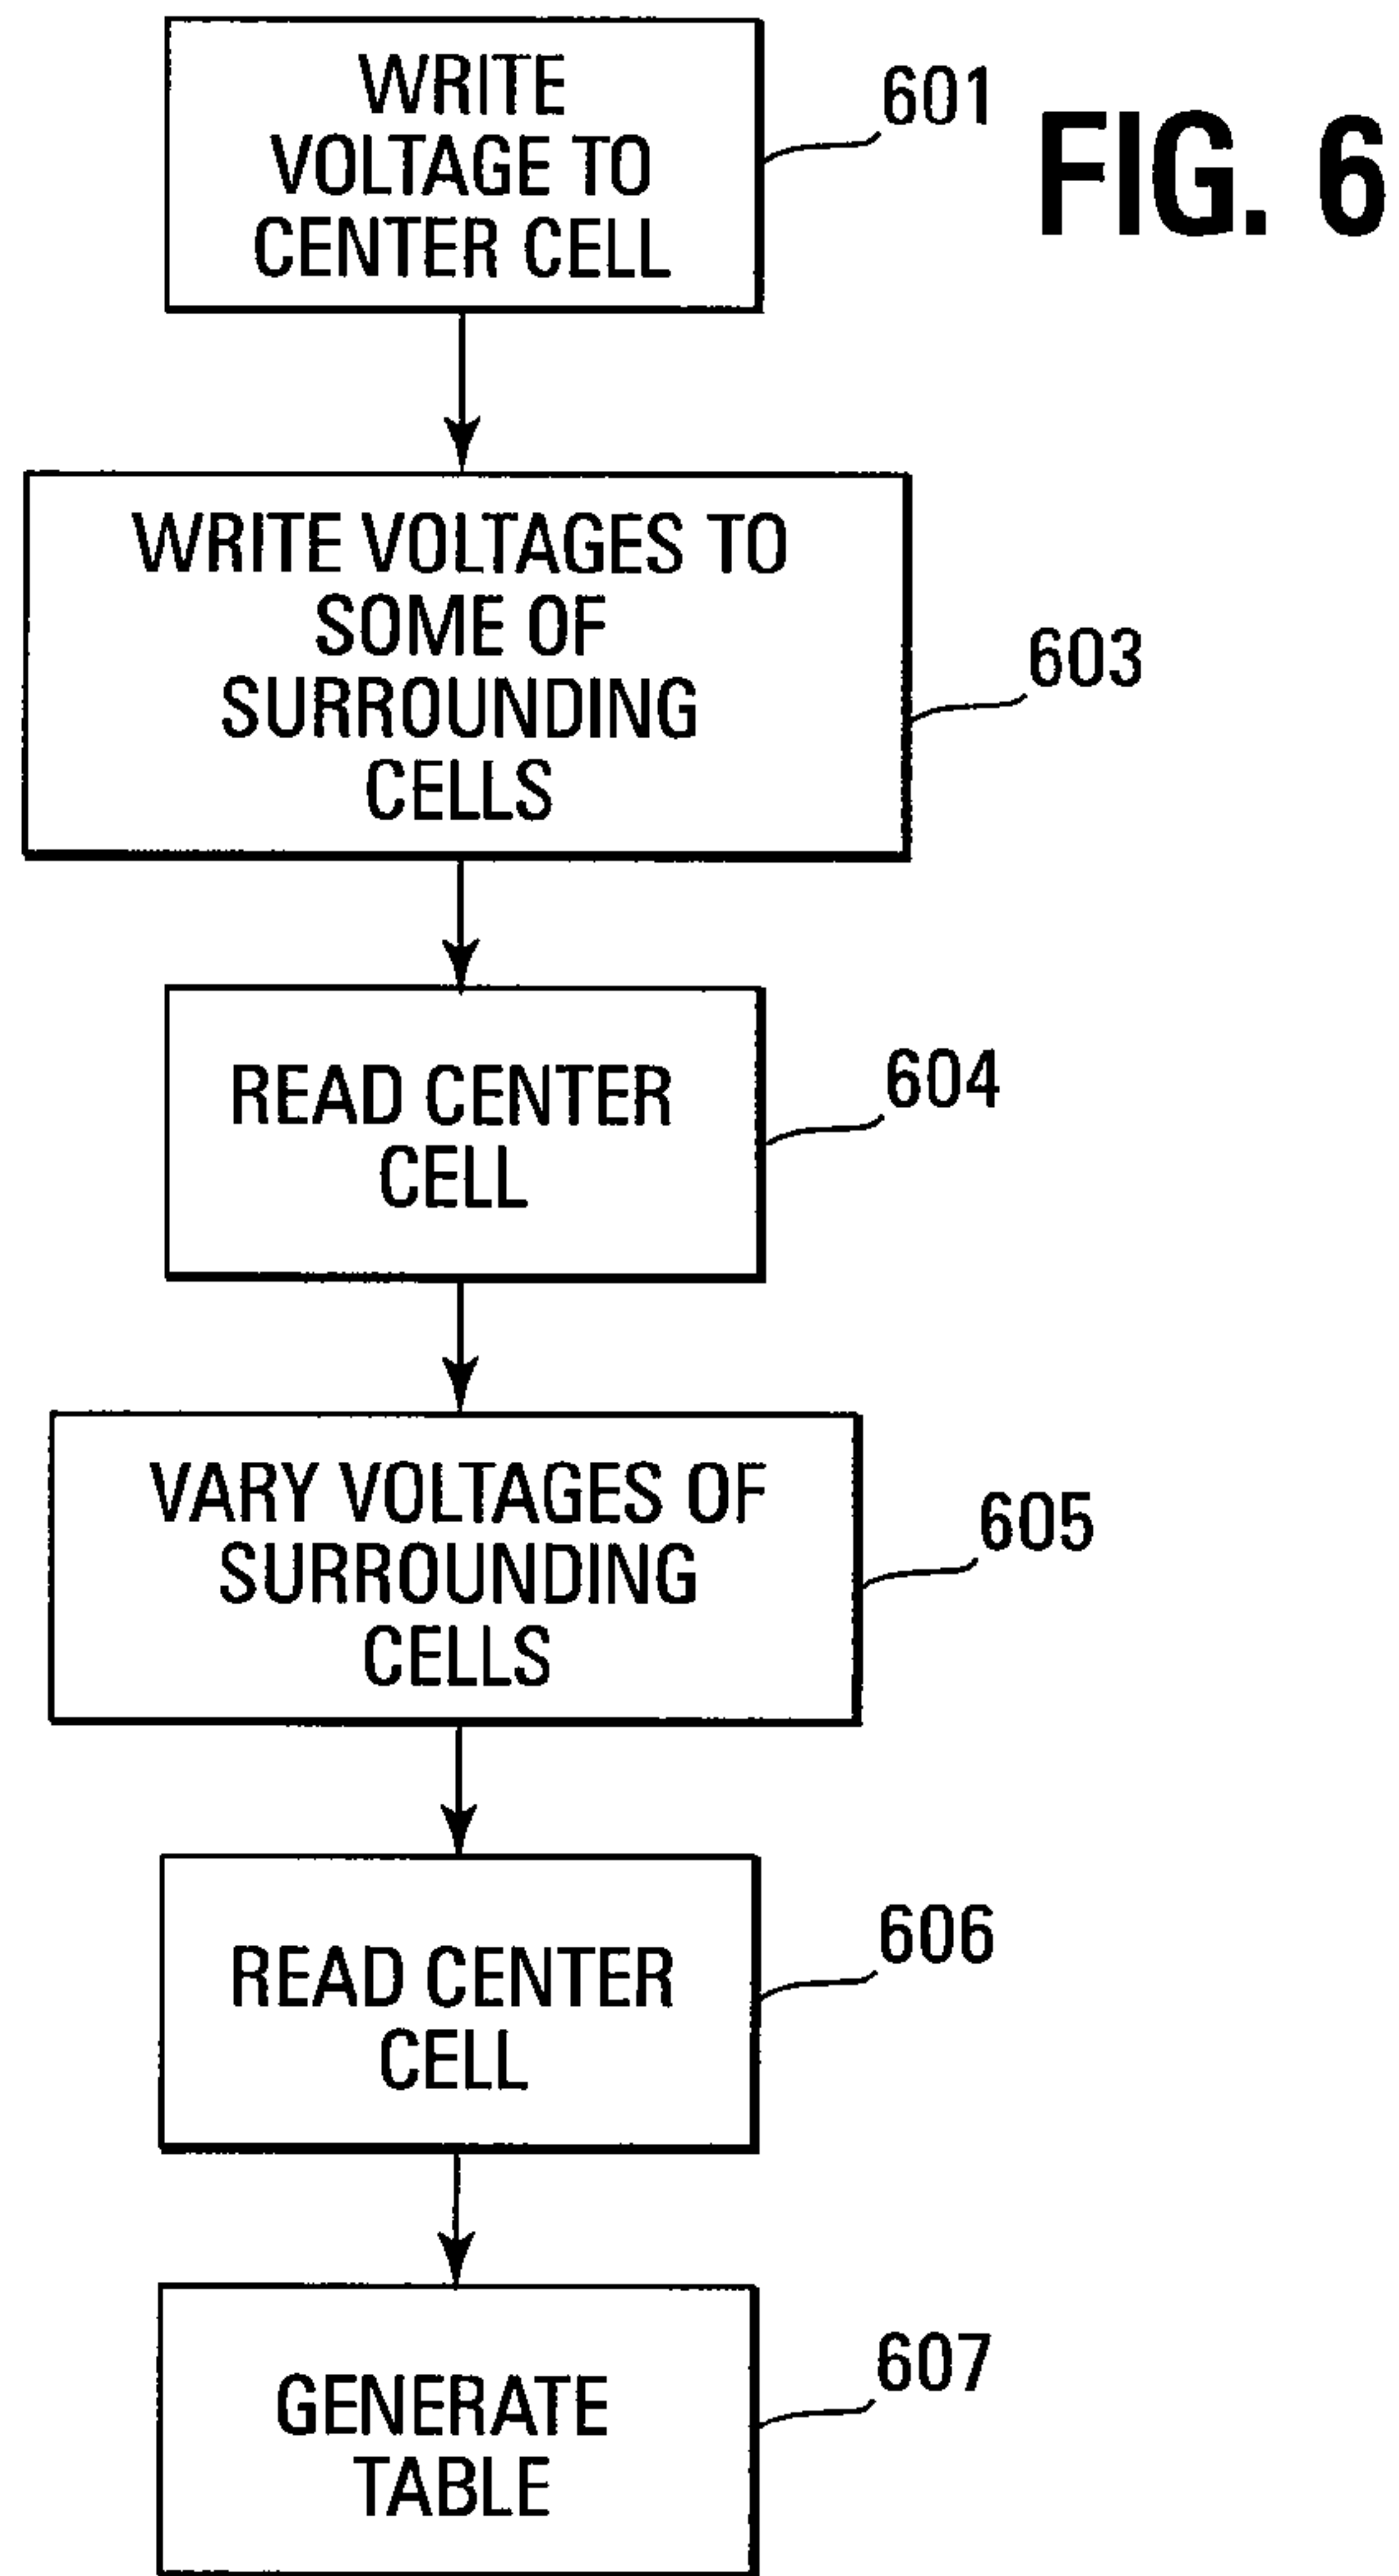 WRITE
VOLTAGE TO
CENTER CELL
601
FIG. 6
WRITE VOLTAGES TO
SOME OF
SURROUNDING
CELLS
603
READ CENTER
CELL
604
VARY VOLTAGES OF
SURROUNDING
CELLS
605
READ CENTER
CELL
606
GENERATE
TABLE
607